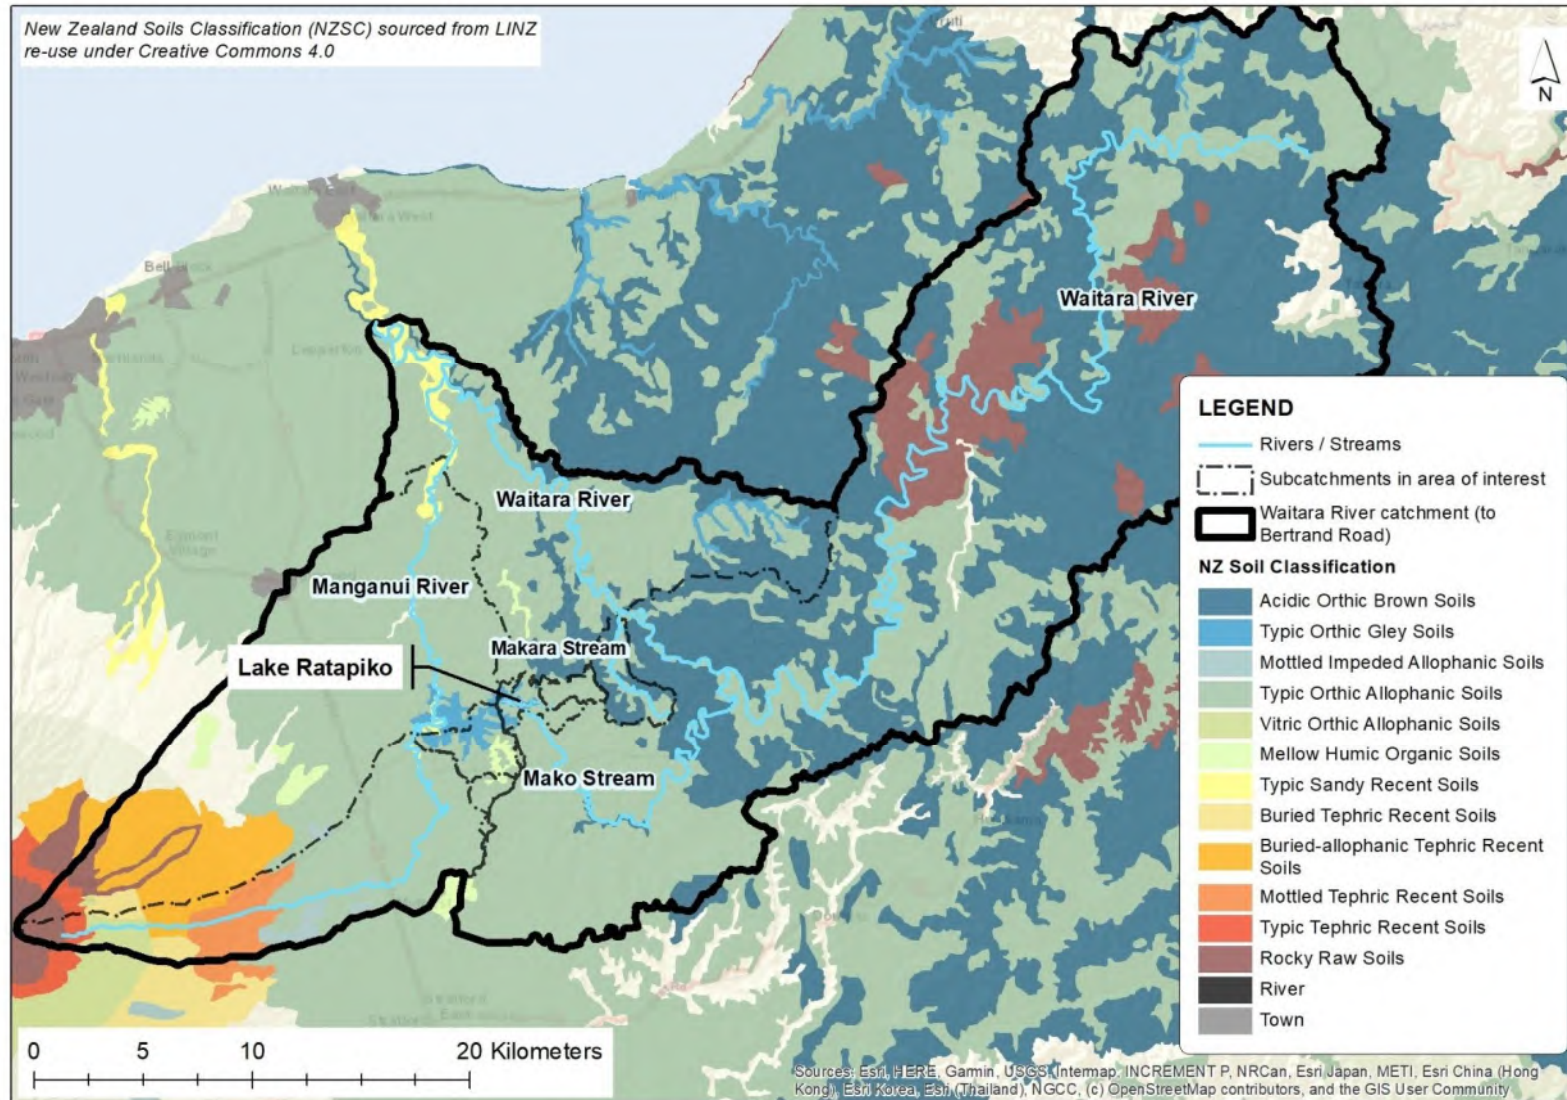 New Zealand Soils Classification (NZSC) sourced from LINZ
re-use under Creative Commons 4.0
N
Waitara River
Waitara River
Manganui River
Makara Stream
Lake Ratapiko
Mako Stream
LEGEND
Rivers / Streams
Subcatchments in area of interest
Waitara River catchment (to
Bertrand Road)
NZ Soil Classification
Acidic Orthic Brown Soils
Typic Orthic Gley Soils
Mottled Impeded Allophanic Soils
Typic Orthic Allophanic Soils
Vitric Orthic Allophanic Soils
Mellow Humic Organic Soils
Typic Sandy Recent Soils
Buried Tephric Recent Soils
Buried-allophanic Tephric Recent
Soils
Mottled Tephric Recent Soils
Typic Tephric Recent Soils
Rocky Raw Soils
River
Town
0 5 10 20 Kilometers
Sources: Esri, HERE, Garmin, USGS, Intermap, INCREMENT P, NRCan, Esri Japan, METI, Esri China (Hong
Kong), Esri Korea, Esri (Thailand), NGCC, (c) OpenStreetMap contributors, and the GIS User Community